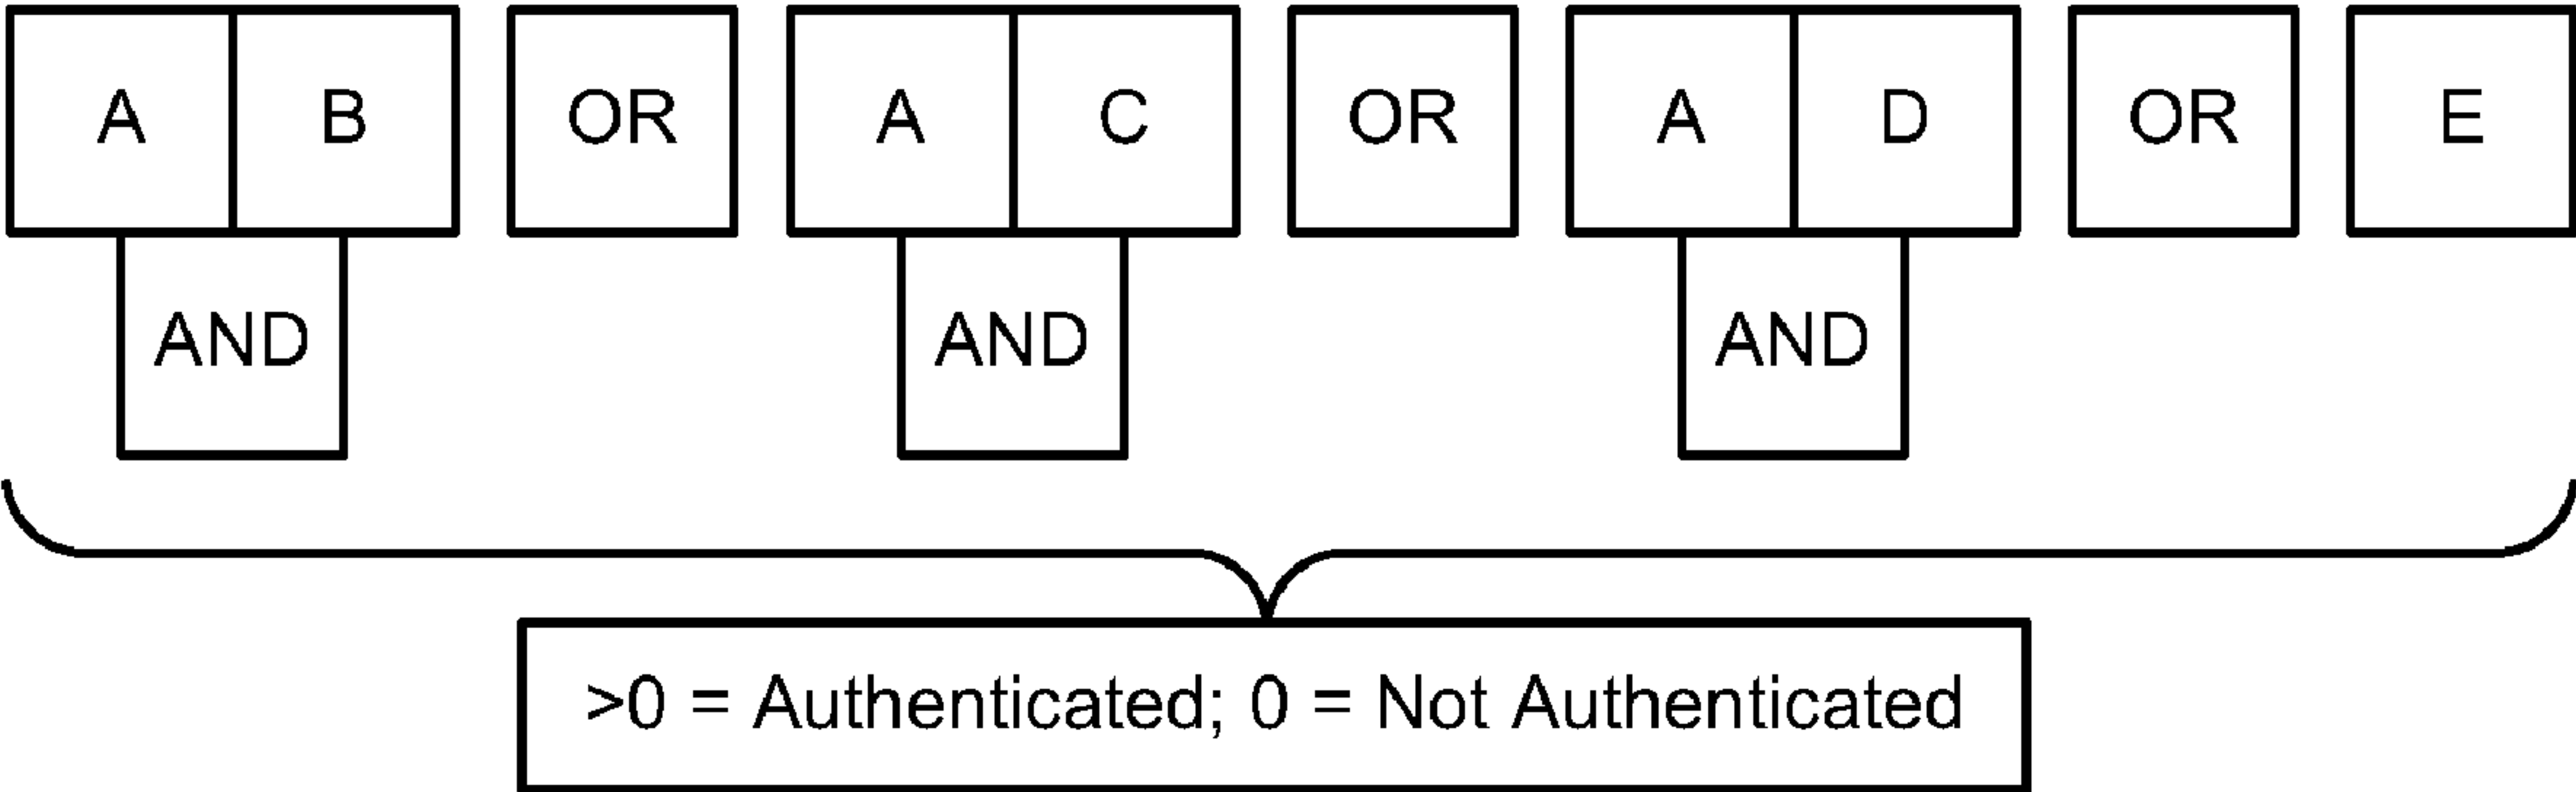 A B OR A C OR A D OR E
AND AND AND
>0 = Authenticated; 0 = Not Authenticated